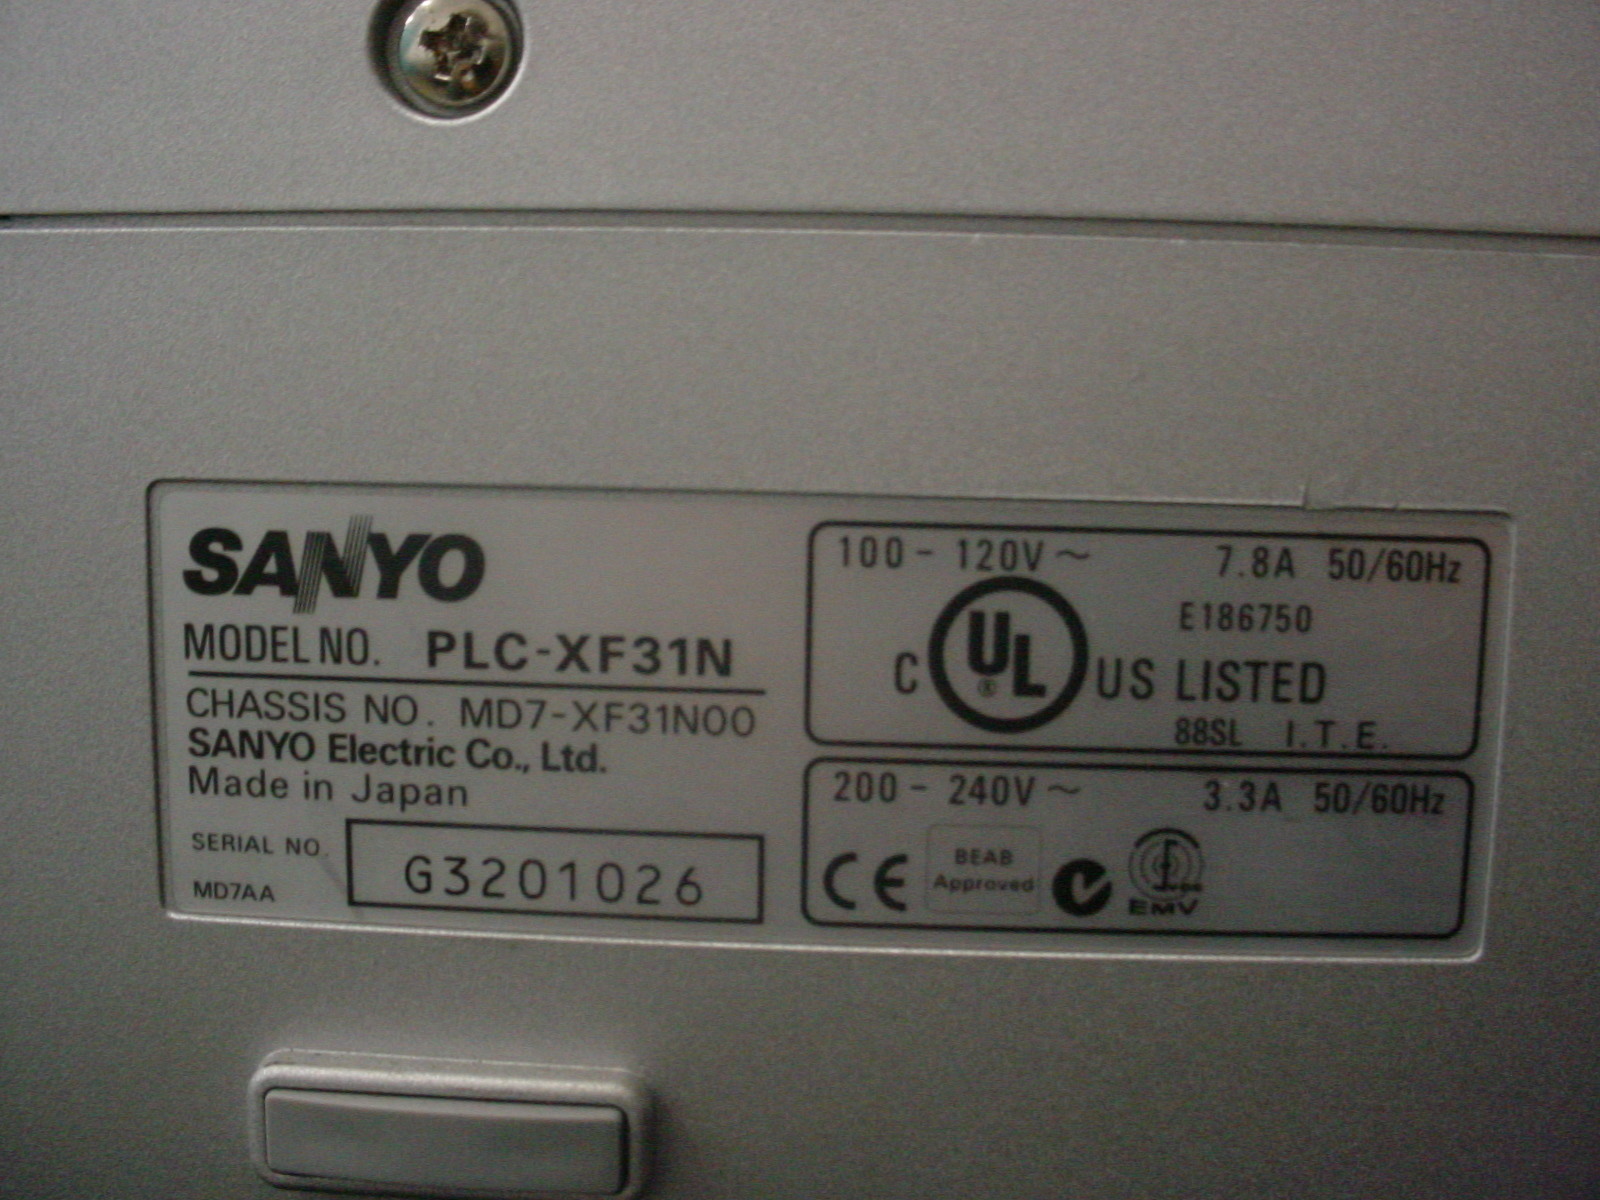 SANYO
MODEL NO. PLC-XF31N
CHASSIS NO. MD7-XF31N00
SANYO Electric Co., Ltd.
Made in Japan
SERIAL NO. G3201026
MD7AA
100 - 120V ~ 7.8A 50/60Hz
E186750
C UL ® US LISTED
88SL I.T.E.
200 - 240V ~ 3.3A 50/60Hz
CE BEAB
Approved
EMV